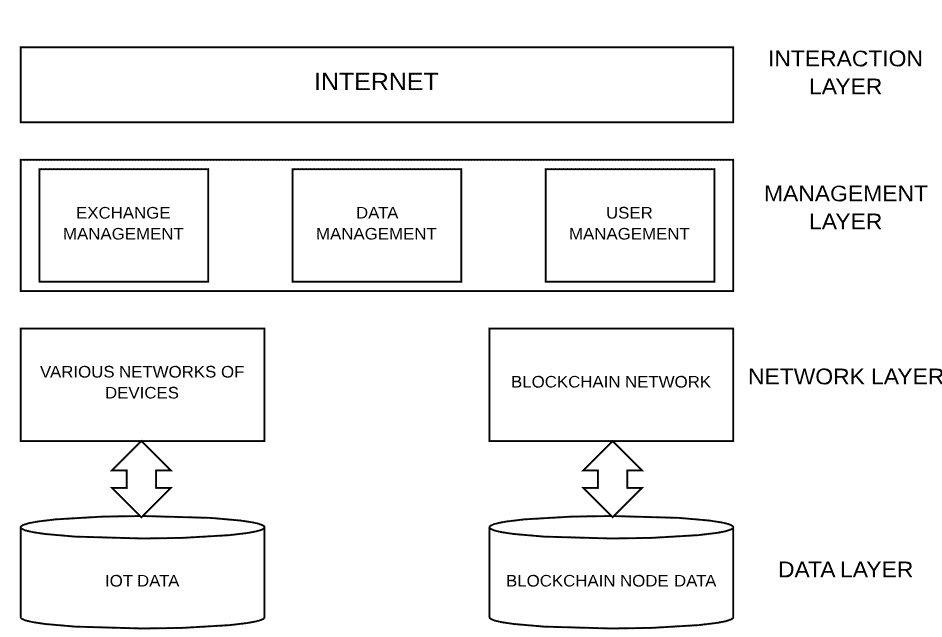 INTERNET
INTERACTION
LAYER
EXCHANGE
MANAGEMENT
DATA
MANAGEMENT
USER
MANAGEMENT
MANAGEMENT
LAYER
VARIOUS NETWORKS OF
DEVICES
BLOCKCHAIN NETWORK
NETWORK LAYER
IOT DATA
BLOCKCHAIN NODE DATA
DATA LAYER